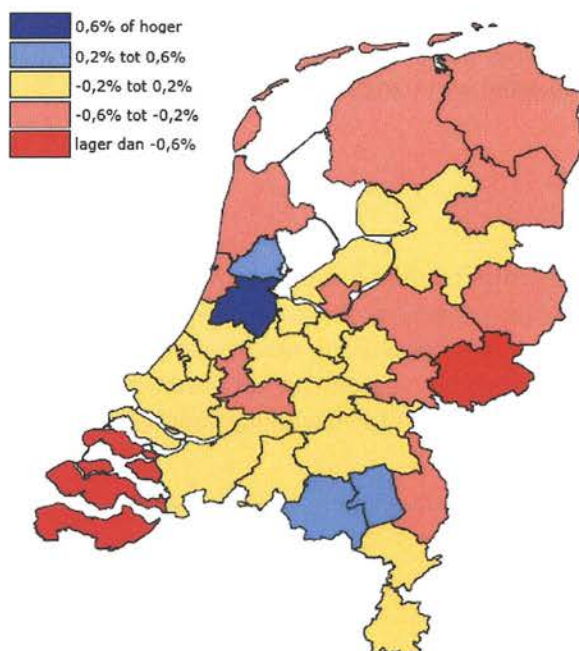 0,6% of hoger
0,2% tot 0,6%
-0,2% tot 0,2%
-0,6% tot -0,2%
lager dan -0,6%